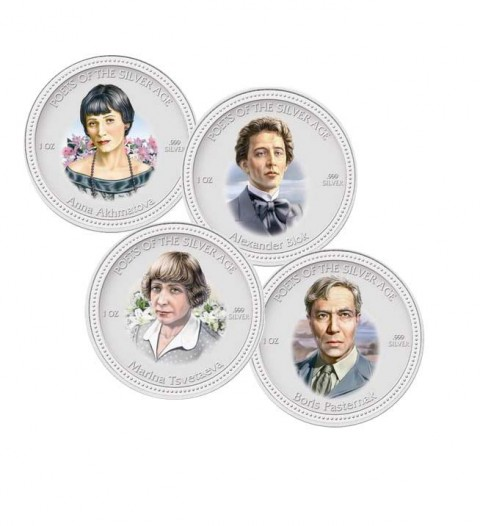 POETS OF THE SILVER AGE
1 OZ
.999
SILVER
Anna Akhmatova
POETS OF THE SILVER AGE
1 OZ
.999
SILVER
Alexander Blok
POETS OF THE SILVER AGE
1 OZ
.999
SILVER
Marina Tsvetaeva
POETS OF THE SILVER AGE
1 OZ
.999
SILVER
Boris Pasternak